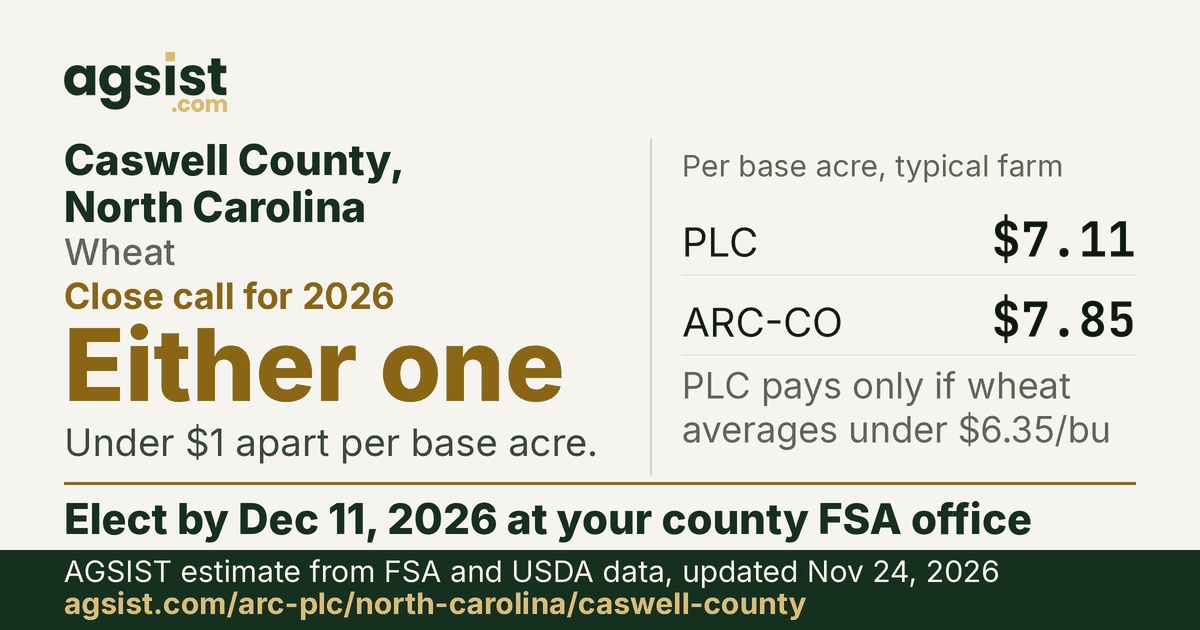 agsist
.com
Caswell County,
North Carolina
Wheat
Close call for 2026
Either one
Under $1 apart per base acre.
Per base acre, typical farm
PLC $7.11
ARC-CO $7.85
PLC pays only if wheat
averages under $6.35/bu
Elect by Dec 11, 2026 at your county FSA office
AGSIST estimate from FSA and USDA data, updated Nov 24, 2026
agsist.com/arc-plc/north-carolina/caswell-county